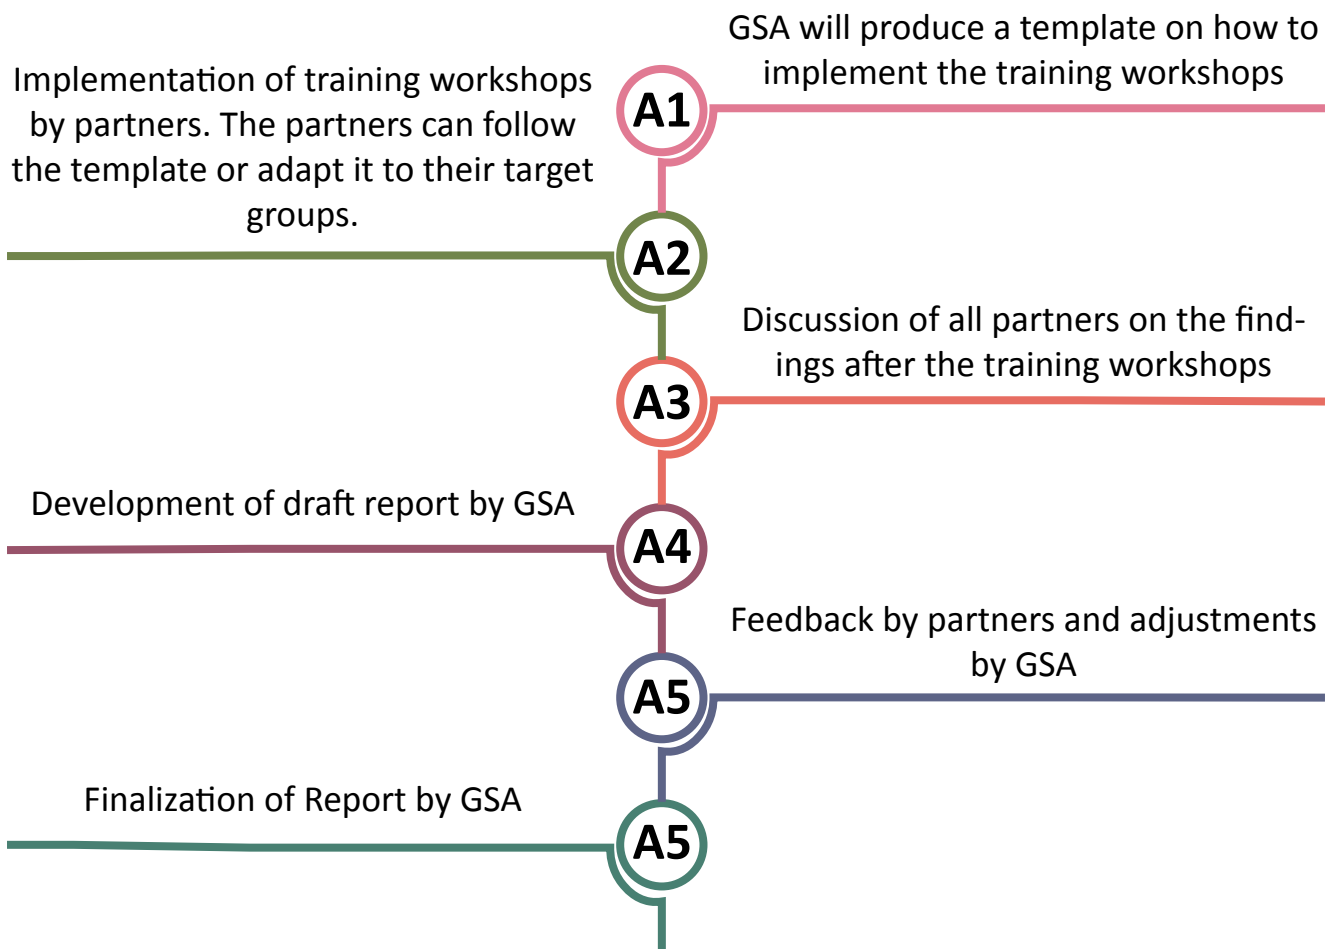 GSA will produce a template on how to
implement the training workshops
A1
Implementation of training workshops
by partners. The partners can follow
the template or adapt it to their target
groups.
A2
Discussion of all partners on the find-
ings after the training workshops
A3
Development of draft report by GSA
A4
Feedback by partners and adjustments
by GSA
A5
Finalization of Report by GSA
A5